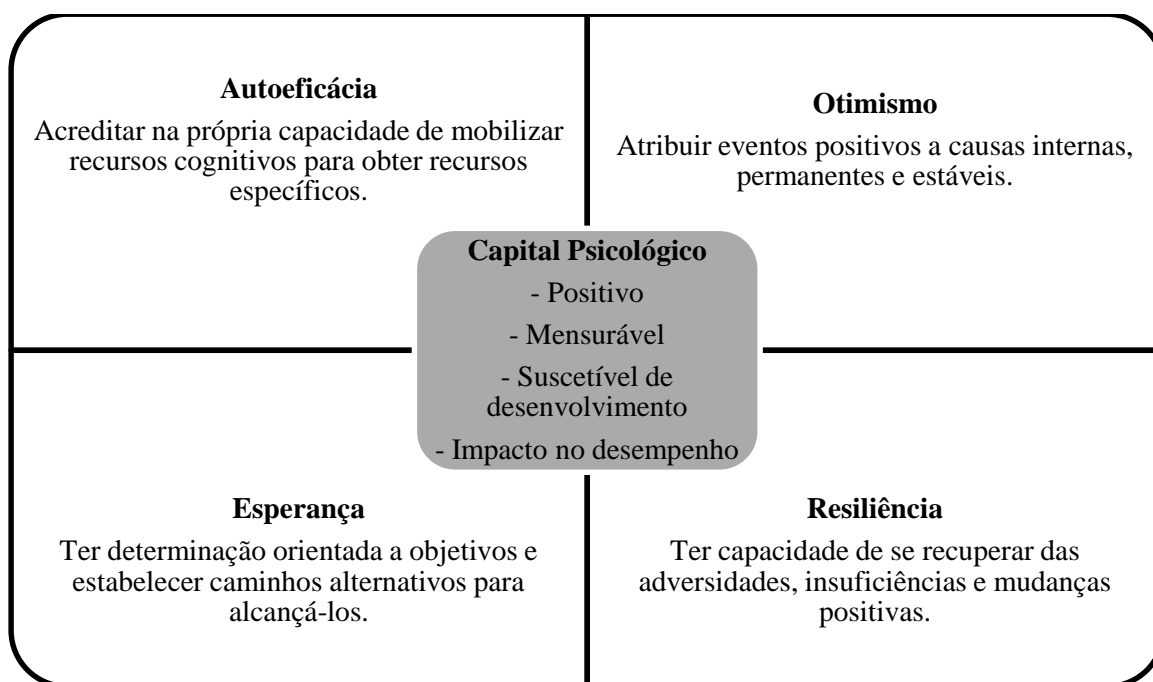 Autoeficácia
Acreditar na própria capacidade de mobilizar
recursos cognitivos para obter recursos
específicos.
Otimismo
Atribuir eventos positivos a causas internas,
permanentes e estáveis.
Capital Psicológico
- Positivo
- Mensurável
- Suscetível de
desenvolvimento
- Impacto no desempenho
Esperança
Ter determinação orientada a objetivos e
estabelecer caminhos alternativos para
alcançá-los.
Resiliência
Ter capacidade de se recuperar das
adversidades, insuficiências e mudanças
positivas.